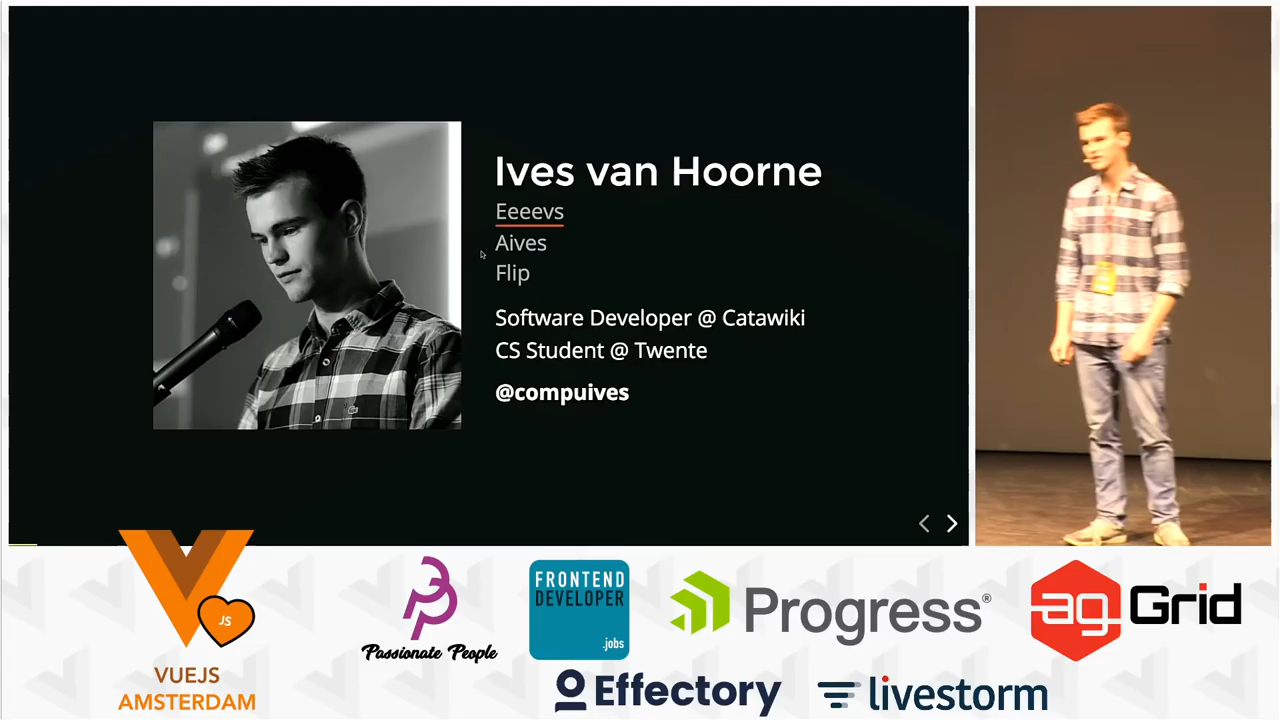 Ives van Hoorne
Eeeevs
Aives
Flip
Software Developer @ Catawiki
CS Student @ Twente
@compuives
JS
VUEJS
AMSTERDAM
Passionate People
FRONTEND
DEVELOPER
.jobs
Progress®
ag Grid
Effectory
livestorm